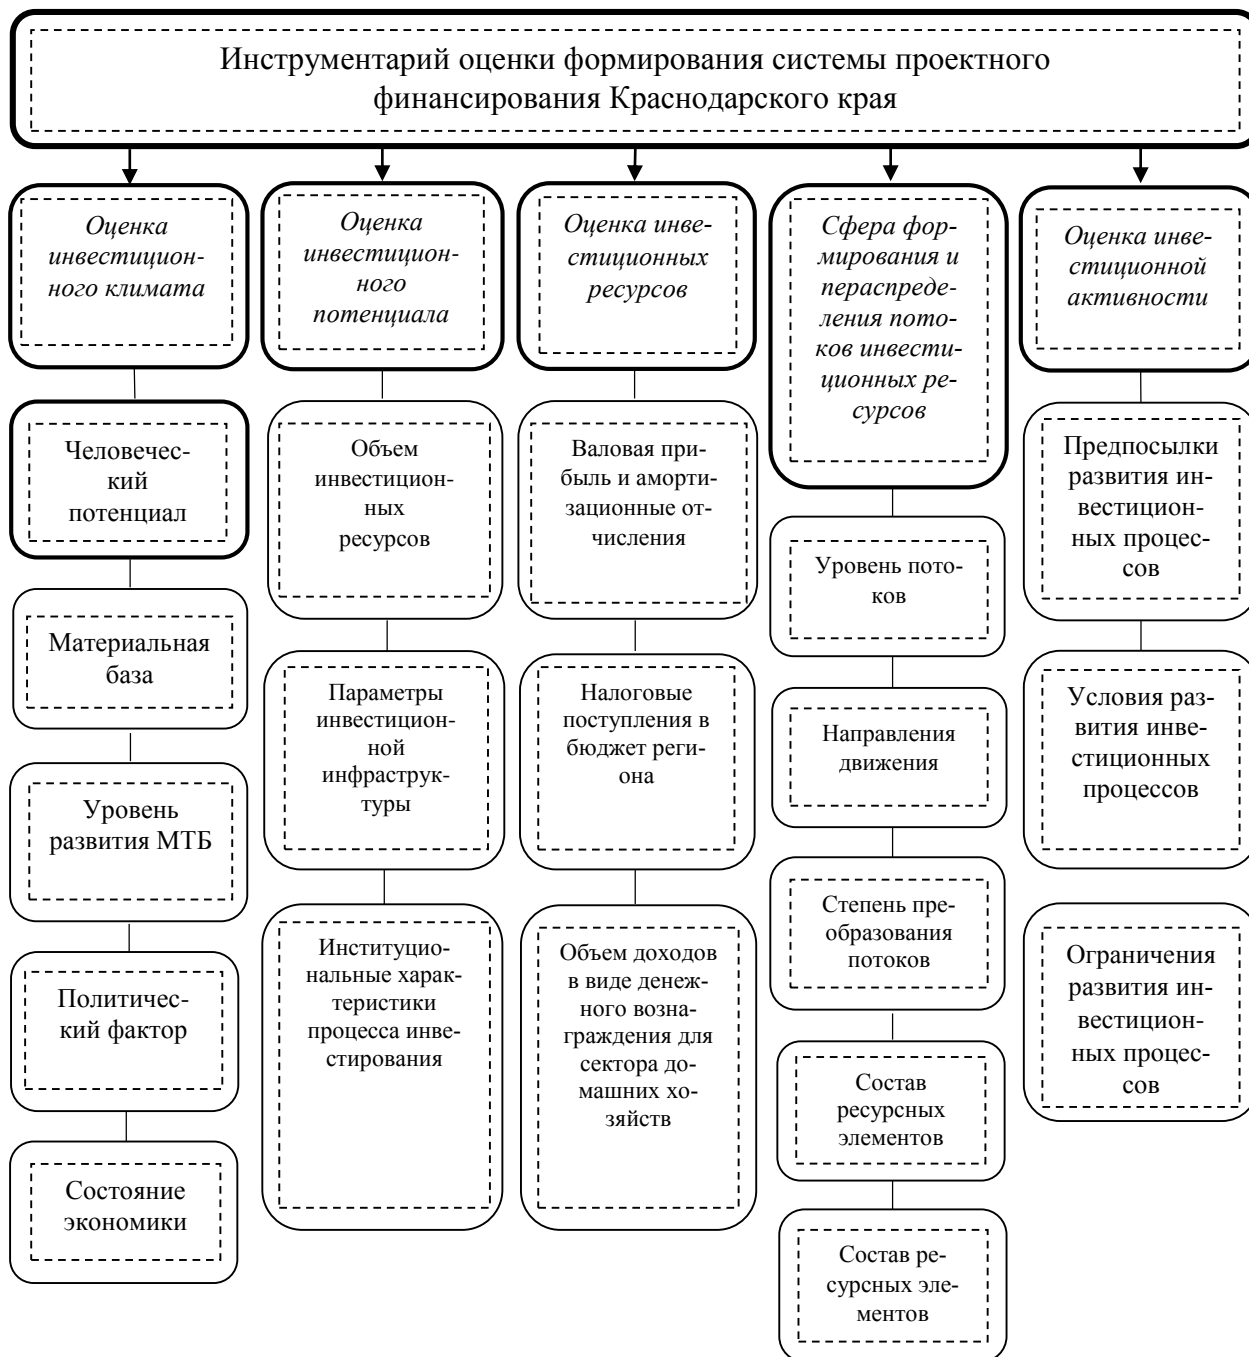 Инструментарий оценки формирования системы проектного
финансирования Краснодарского края
Оценка
инвестицион-
ного климата
Человечес-
кий
потенциал
Материальная
база
Уровень
развития МТБ
Политичес-
кий фактор
Состояние
экономики
Оценка
инвестицион-
ного
потенциала
Объем
инвестицион-
ных
ресурсов
Параметры
инвестицион-
ной
инфраструк-
туры
Институцио-
нальные харак-
теристики
процесса инве-
стирования
Оценка инве-
стиционных
ресурсов
Валовая при-
быль и аморти-
зационные от-
числения
Налоговые
поступления в
бюджет реги-
она
Объем доходов
в виде денеж-
ного возна-
граждения для
сектора до-
машних хо-
зяйств
Сфера фор-
мирования и
пераспреде-
ления пото-
ков инвести-
ционных ре-
сурсов
Уровень пото-
ков
Направления
движения
Степень пре-
образования
потоков
Состав
ресурсных
элементов
Состав ре-
сурсных эле-
ментов
Оценка инве-
стиционной
активности
Предпосылки
развития ин-
вестицион-
ных процес-
сов
Условия раз-
вития инве-
стиционных
процессов
Ограничения
развития ин-
вестицион-
ных процес-
сов